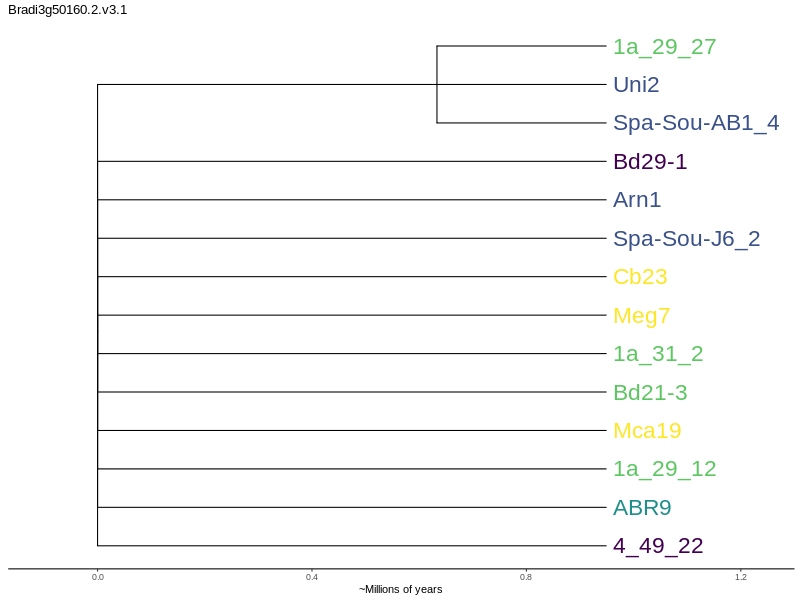 Bradi3g50160.2.v3.1
1a_29_27
Uni2
Spa-Sou-AB1_4
Bd29-1
Arn1
Spa-Sou-J6_2
Cb23
Meg7
1a_31_2
Bd21-3
Mca19
1a_29_12
ABR9
4_49_22
0.0 0.4 0.8 1.2
~Millions of years